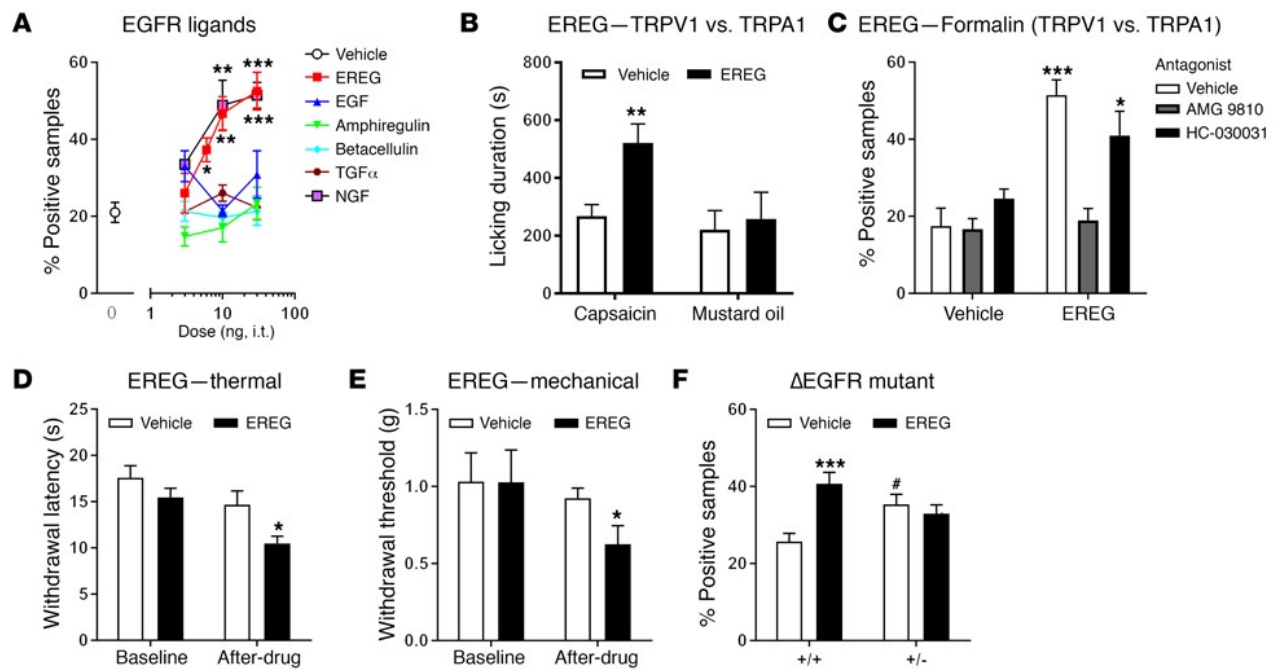 A EGFR ligands
% Positive samples
60
40
20
0
0 1 10 100
Dose (ng, i.t.)
** ***
* ** ***
Vehicle
EREG
EGF
Amphiregulin
Betacellulin
TGFα
NGF
B EREG—TRPV1 vs. TRPA1
Licking duration (s)
800
600
400
200
0
Vehicle EREG
**
Capsaicin Mustard oil
C EREG—Formalin (TRPV1 vs. TRPA1)
% Positive samples
60
40
20
0
*** *
Vehicle EREG
Antagonist
Vehicle
AMG 9810
HC-030031
D EREG—thermal
Withdrawal latency (s)
25
20
15
10
5
0
Vehicle EREG
*
Baseline After-drug
E EREG—mechanical
Withdrawal threshold (g)
1.5
1.0
0.5
0.0
Vehicle EREG
*
Baseline After-drug
F ΔEGFR mutant
% Positive samples
60
40
20
0
Vehicle EREG
*** #
+/+ +/-